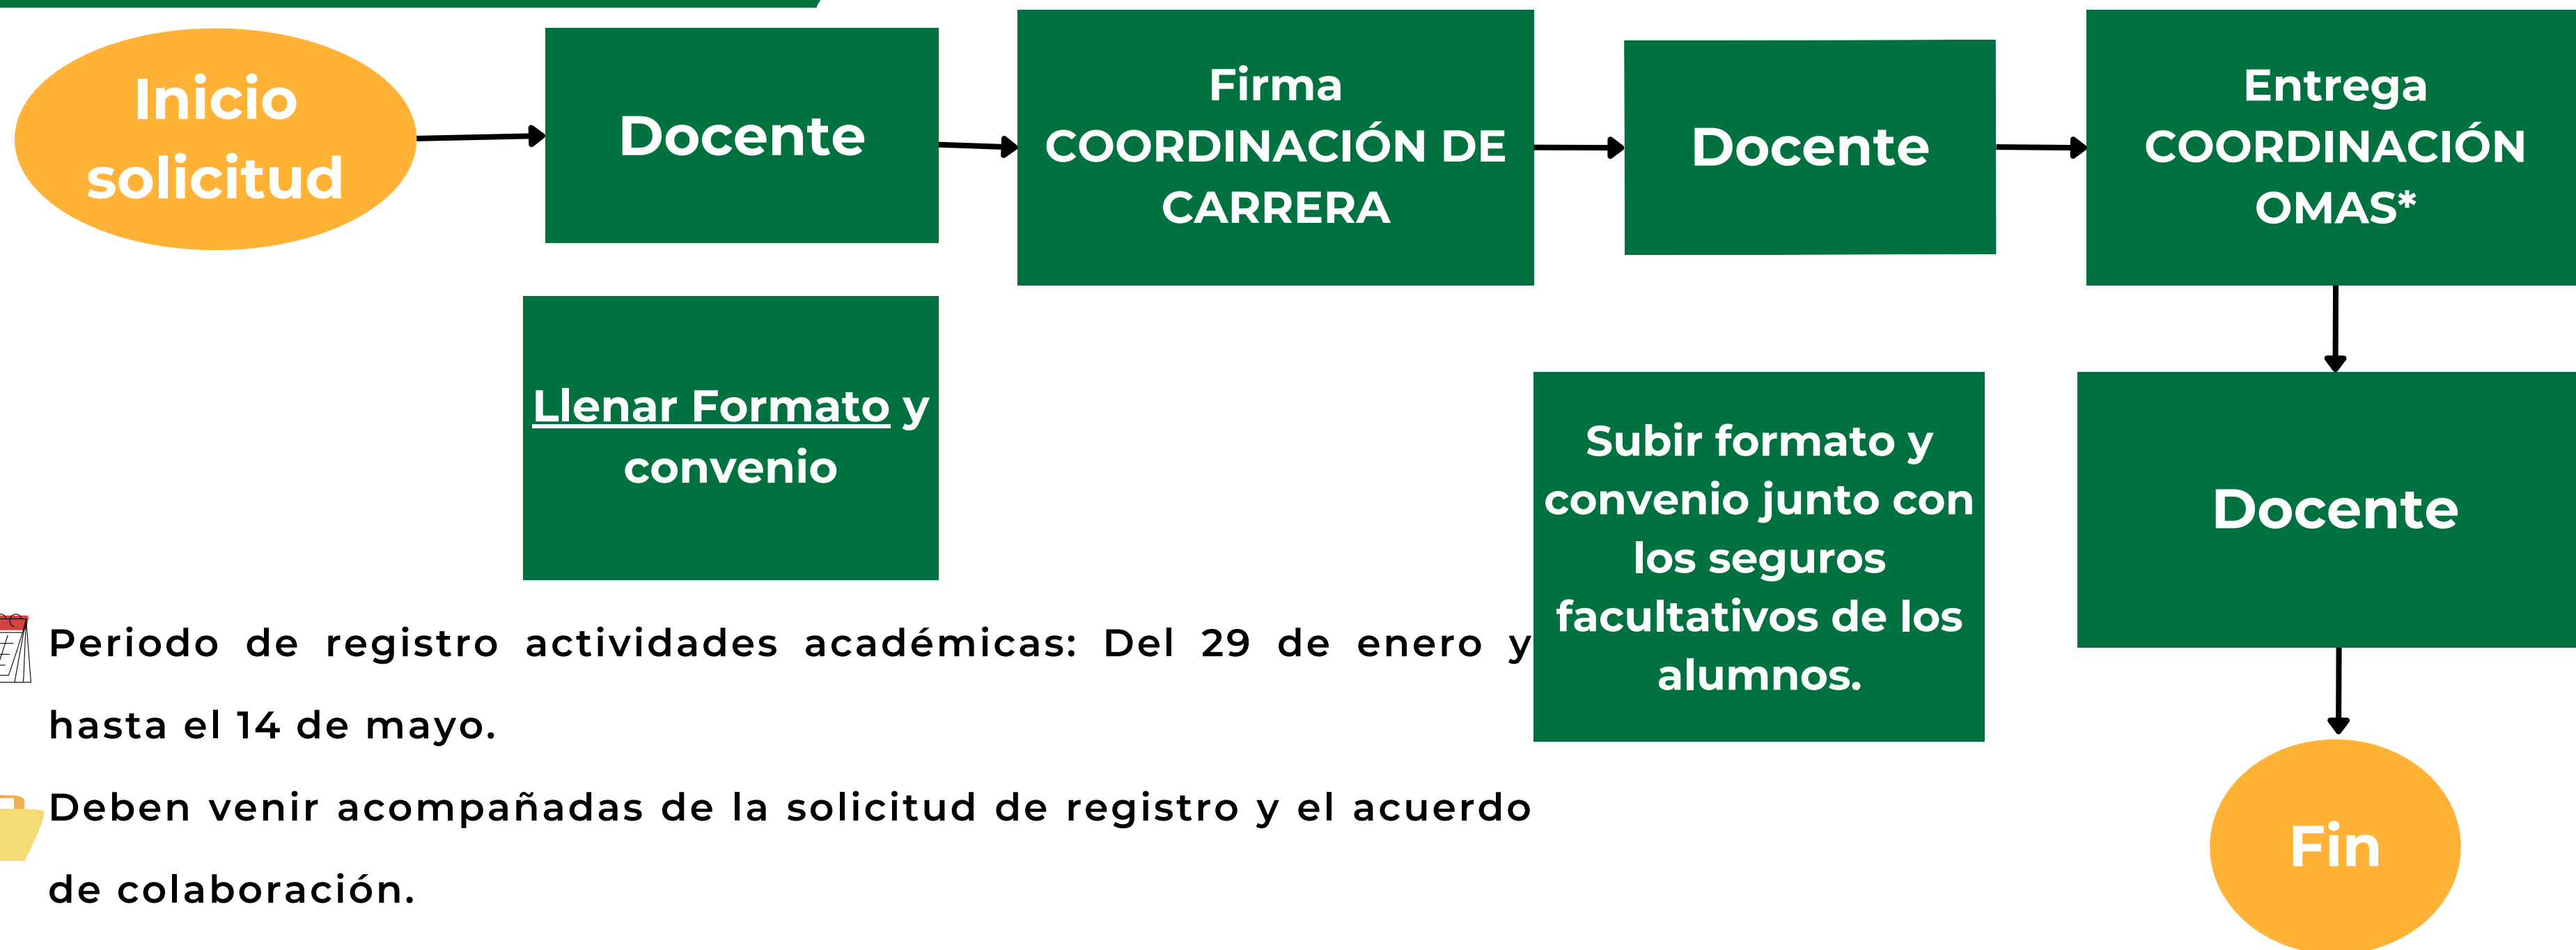 Inicio
solicitud
Docente
Firma
COORDINACIÓN DE
CARRERA
Docente
Entrega
COORDINACIÓN
OMAS*
Llenar Formato y
convenio
Subir formato y
convenio junto con
los seguros
facultativos de los
alumnos.
Docente
Periodo de registro actividades académicas: Del 29 de enero y
hasta el 14 de mayo.
Deben venir acompañadas de la solicitud de registro y el acuerdo
de colaboración.
Fin